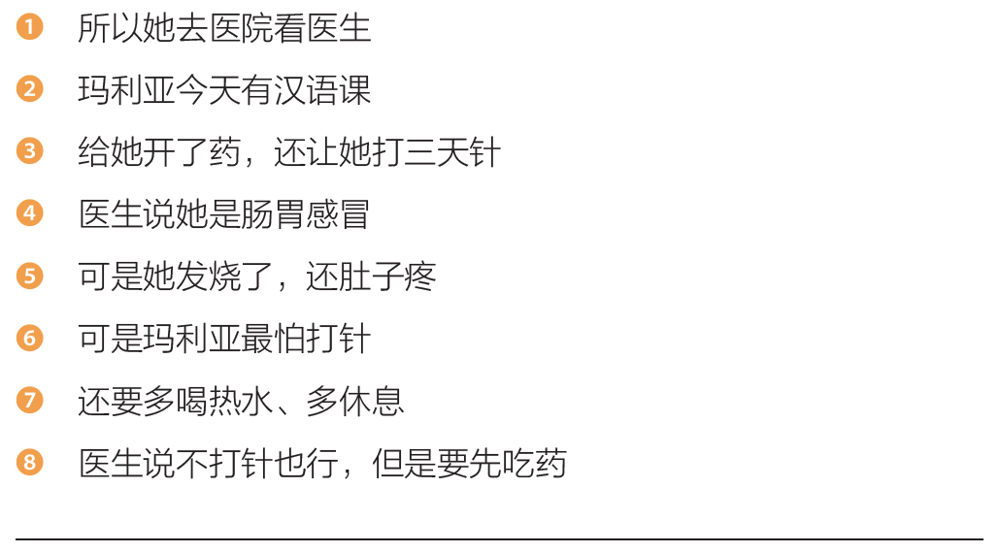 1 所以她去医院看医生
2 玛利亚今天有汉语课
3 给她开了药，还让她打三天针
4 医生说她是肠胃感冒
5 可是她发烧了，还肚子疼
6 可是玛利亚最怕打针
7 还要多喝热水、多休息
8 医生说不打针也行，但是要先吃药